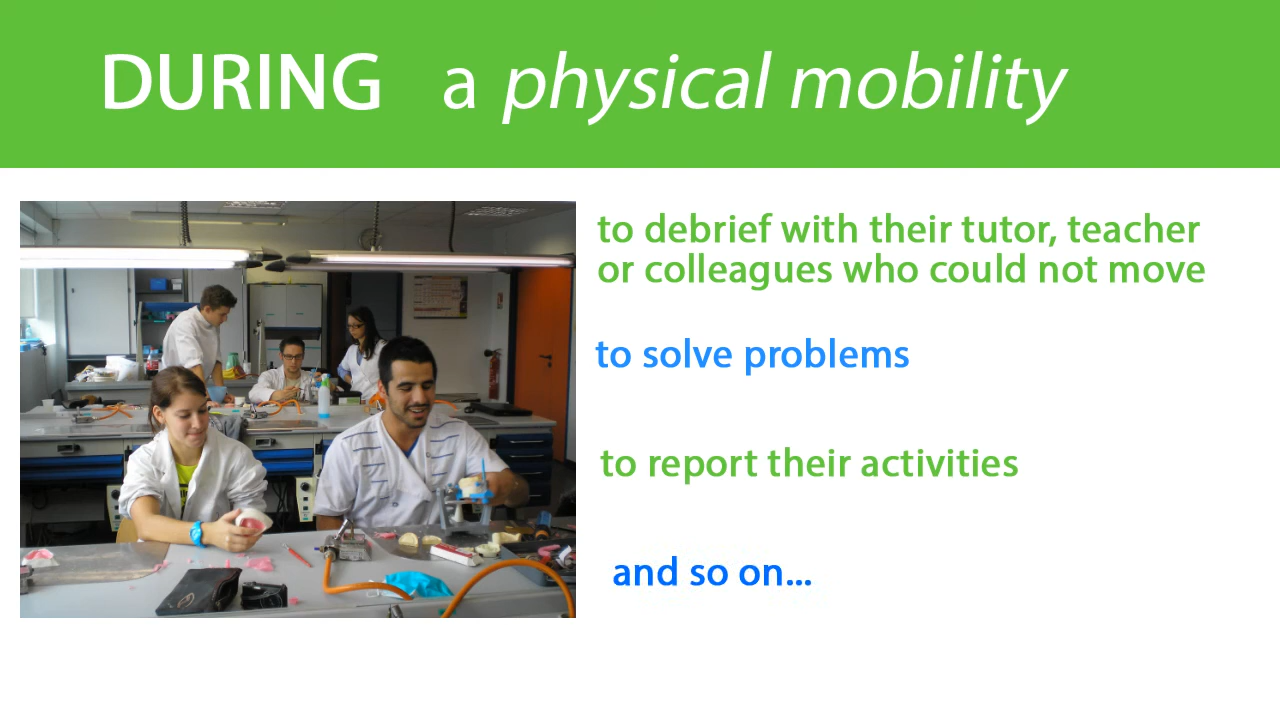 DURING a physical mobility
to debrief with their tutor, teacher
or colleagues who could not move
to solve problems
to report their activities
and so on...